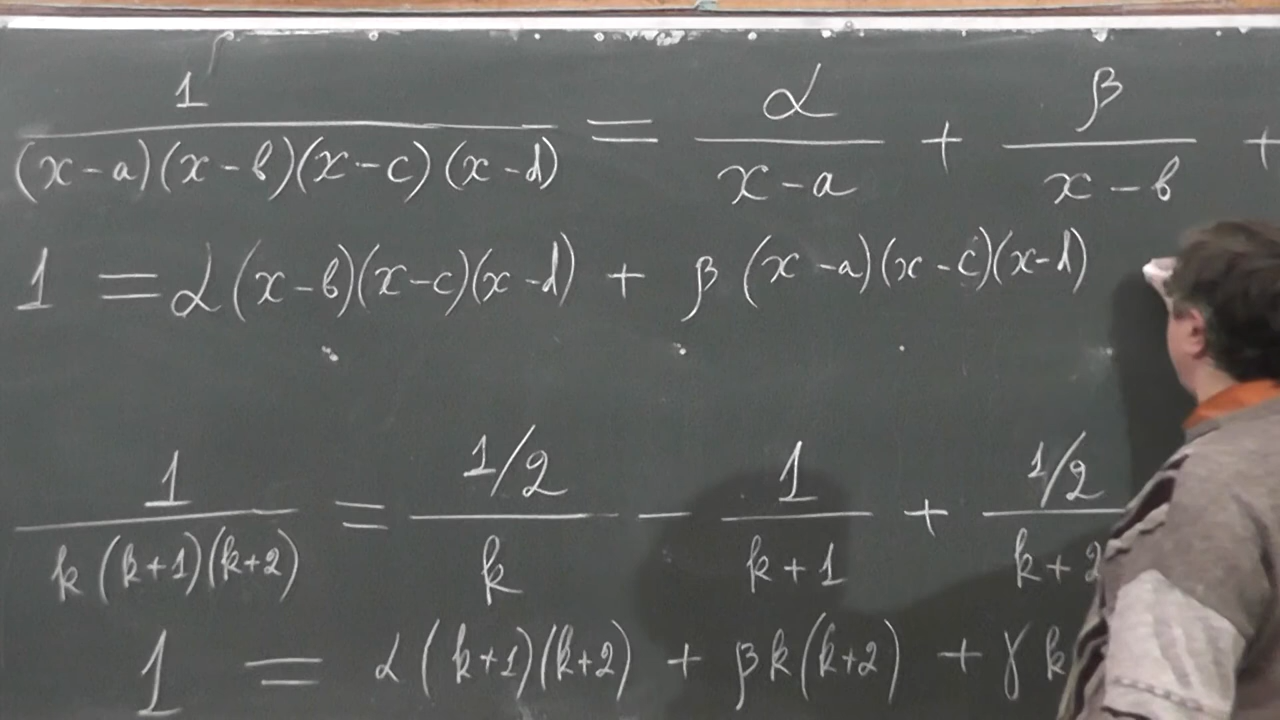 1/((x-a)(x-b)(x-c)(x-d)) = α/(x-a) + β/(x-b) +
1 = α(x-b)(x-c)(x-d) + β(x-a)(x-c)(x-d)
1/(k(k+1)(k+2)) = (1/2)/k - 1/(k+1) + (1/2)/(k+2
1 = α(k+1)(k+2) + βk(k+2) + γk